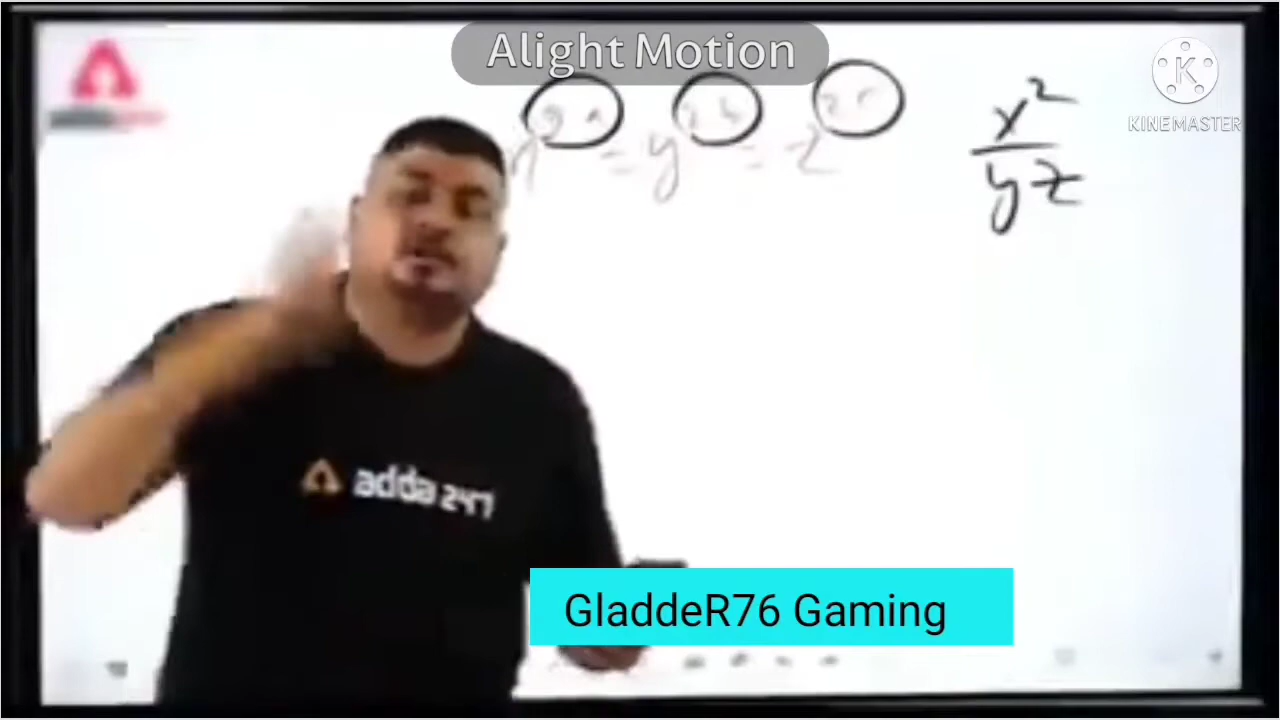 Alight Motion
KINEMASTER
= y = z
x²
yz
adda 247
GladdeR76 Gaming